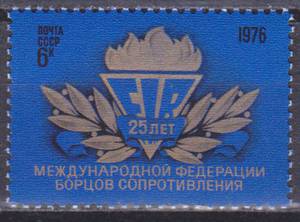 ПОЧТА
СССР
6К
1976
FIR
25 ЛЕТ
МЕЖДУНАРОДНОЙ ФЕДЕРАЦИИ
БОРЦОВ СОПРОТИВЛЕНИЯ